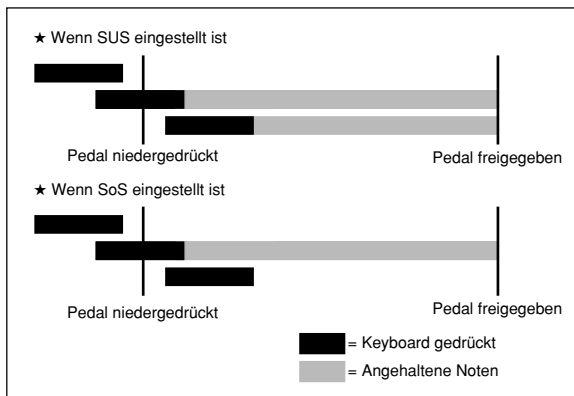 ★ Wenn SUS eingestellt ist
Pedal niedergedrückt
Pedal freigegeben
★ Wenn SoS eingestellt ist
Pedal niedergedrückt
Pedal freigegeben
= Keyboard gedrückt
= Angehaltene Noten